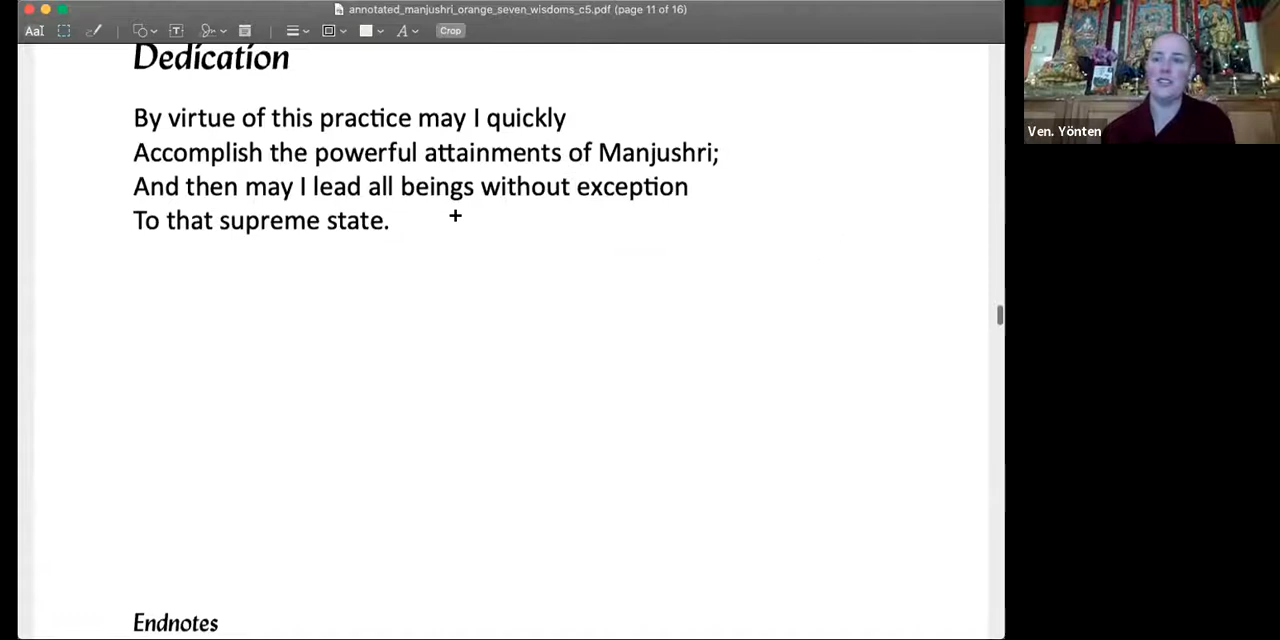 annotated_manjushri_orange_seven_wisdoms_c5.pdf (page 11 of 16)
AaI
T
A
Crop
Dedication
By virtue of this practice may I quickly
Accomplish the powerful attainments of Manjushri;
And then may I lead all beings without exception
To that supreme state.
Endnotes
Ven. Yönten